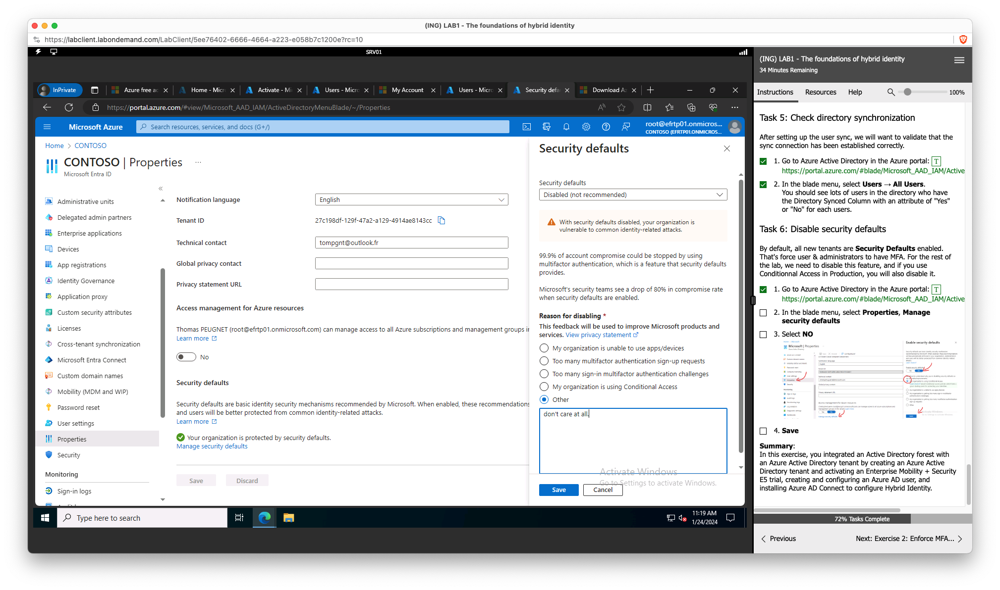 (ING) LAB1 - The foundations of hybrid identity
https://labclient.labondemand.com/LabClient/5ee76402-6666-4664-a223-e058b7c1200e?rc=10
SRV01
InPrivate
Azure free ac
Home - Micr
Activate - Mi
Users - Micro
My Account
Users - Micro
Security defa
Download Az
https://portal.azure.com/#view/Microsoft_AAD_IAM/ActiveDirectoryMenuBlade/~/Properties
Microsoft Azure
Search resources, services, and docs (G+/)
root@efrtp01.onmicros...
CONTOSO (EFRTP01.ONMICROS...
Home > CONTOSO
CONTOSO | Properties
Microsoft Entra ID
Administrative units
Delegated admin partners
Enterprise applications
Devices
App registrations
Identity Governance
Application proxy
Custom security attributes
Licenses
Cross-tenant synchronization
Microsoft Entra Connect
Custom domain names
Mobility (MDM and WIP)
Password reset
User settings
Properties
Security
Monitoring
Sign-in logs
Notification language
English
Tenant ID
27c198df-129f-47a2-a129-4914ae8143cc
Technical contact
tompgnt@outlook.fr
Global privacy contact
Privacy statement URL
Access management for Azure resources
Thomas PEUGNET (root@efrtp01.onmicrosoft.com) can manage access to all Azure subscriptions and management groups i
Learn more
No
Security defaults
Security defaults are basic identity security mechanisms recommended by Microsoft. When enabled, these recommendations
and users will be better protected from common identity-related attacks.
Learn more
Your organization is protected by security defaults.
Manage security defaults
Save
Discard
Security defaults
Security defaults
Disabled (not recommended)
With security defaults disabled, your organization is
vulnerable to common identity-related attacks.
99.9% of account compromise could be stopped by using
multifactor authentication, which is a feature that security defaults
provides.
Microsoft's security teams see a drop of 80% in compromise rate
when security defaults are enabled.
Reason for disabling *
This feedback will be used to improve Microsoft products and
services. View privacy statement
My organization is unable to use apps/devices
Too many multifactor authentication sign-up requests
Too many sign-in multifactor authentication challenges
My organization is using Conditional Access
Other
don't care at all.
Activate Windows
Go to Settings to activate Windows.
Save
Cancel
Type here to search
11:19 AM
1/24/2024
(ING) LAB1 - The foundations of hybrid identity
34 Minutes Remaining
Instructions
Resources
Help
100%
Task 5: Check directory synchronization
After setting up the user sync, we will want to validate that the
sync connection has been established correctly.
1. Go to Azure Active Directory in the Azure portal: T
https://portal.azure.com/#blade/Microsoft_AAD_IAM/Active
2. In the blade menu, select Users → All Users.
You should see lots of users in the directory who have
the Directory Synced Column with an attribute of "Yes"
or "No" for each users.
Task 6: Disable security defaults
By default, all new tenants are Security Defaults enabled.
That's force user & administrators to have MFA. For the rest of
the lab, we need to disable this feature, and if you use
Conditionnal Access in Production, you will also disable it.
1. Go to Azure Active Directory in the Azure portal: T
https://portal.azure.com/#blade/Microsoft_AAD_IAM/Active
2. In the blade menu, select Properties, Manage
security defaults
3. Select NO
Microsoft | Properties
Enable security defaults
4. Save
Summary:
In this exercise, you integrated an Active Directory forest with
an Azure Active Directory tenant by creating an Azure Active
Directory tenant and activating an Enterprise Mobility + Security
E5 trial, creating and configuring an Azure AD user, and
installing Azure AD Connect to configure Hybrid Identity.
72% Tasks Complete
Previous
Next: Exercise 2: Enforce MFA...